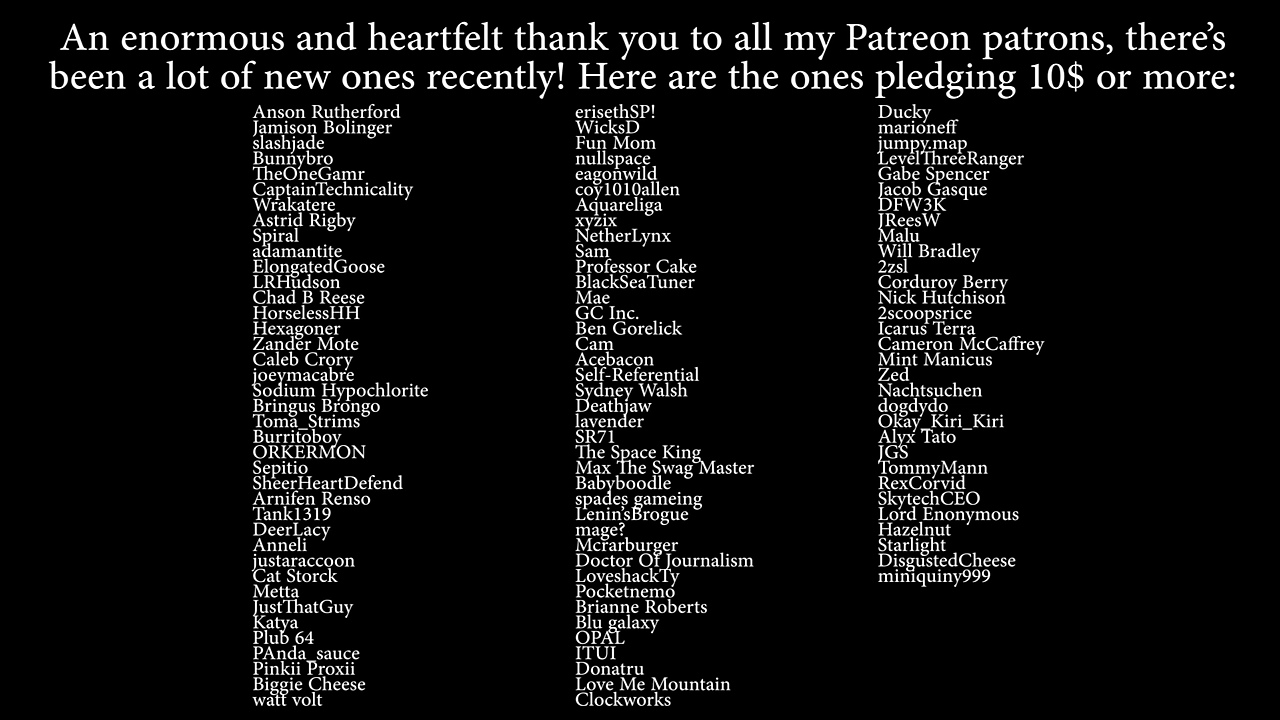 An enormous and heartfelt thank you to all my Patreon patrons, there's
been a lot of new ones recently! Here are the ones pledging 10$ or more:
Anson Rutherford
Jamison Bolinger
slashjade
Bunnybro
TheOneGamr
CaptainTechnicality
Wrakatere
Astrid Rigby
Spiral
adamantite
ElongatedGoose
LRHudson
Chad B Reese
HorselessHH
Hexagoner
Zander Mote
Caleb Crory
joeymacabre
Sodium Hypochlorite
Bringus Brongo
Toma_Strims
Burritoboy
ORKERMON
Sepitio
SheerHeartDefend
Arnifen Renso
Tank1319
DeerLacy
Anneli
justaraccoon
Cat Storck
Metta
JustThatGuy
Katya
Plub 64
PAnda_sauce
Pinkii Proxii
Biggie Cheese
watt volt
erisethSP!
WicksD
Fun Mom
nullspace
eagonwild
coy1010allen
Aquareliga
xyzix
NetherLynx
Sam
Professor Cake
BlackSeaTuner
Mae
GC Inc.
Ben Gorelick
Cam
Acebacon
Self-Referential
Sydney Walsh
Deathjaw
lavender
SR71
The Space King
Max The Swag Master
Babyboodle
spades gameing
Lenin'sBrogue
mage?
Mcrarburger
Doctor Of Journalism
LoveshackTy
Pocketnemo
Brianne Roberts
Blu galaxy
OPAL
ITUI
Donatru
Love Me Mountain
Clockworks
Ducky
marioneff
jumpy.map
LevelThreeRanger
Gabe Spencer
Jacob Gasque
DFW3K
JReesW
Malu
Will Bradley
2zsl
Corduroy Berry
Nick Hutchison
2scoopsrice
Icarus Terra
Cameron McCaffrey
Mint Manicus
Zed
Nachtsuchen
dogdydo
Okay_Kiri_Kiri
Alyx Tato
JGS
TommyMann
RexCorvid
SkytechCEO
Lord Enonymous
Hazelnut
Starlight
DisgustedCheese
miniquiny999